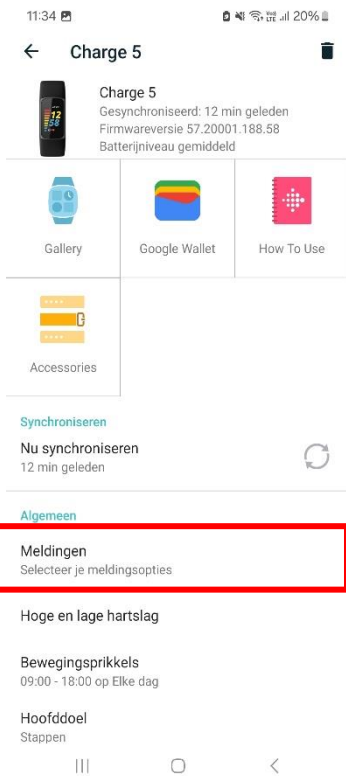 11:34 20%
Charge 5
Charge 5
Gesynchroniseerd: 12 min geleden
Firmwareversie 57.20001.188.58
Batterijniveau gemiddeld
Gallery
Google Wallet
How To Use
Accessories
Synchroniseren
Nu synchroniseren
12 min geleden
Algemeen
Meldingen
Selecteer je meldingsopties
Hoge en lage hartslag
Bewegingsprikkels
09:00 - 18:00 op Elke dag
Hoofddoel
Stappen